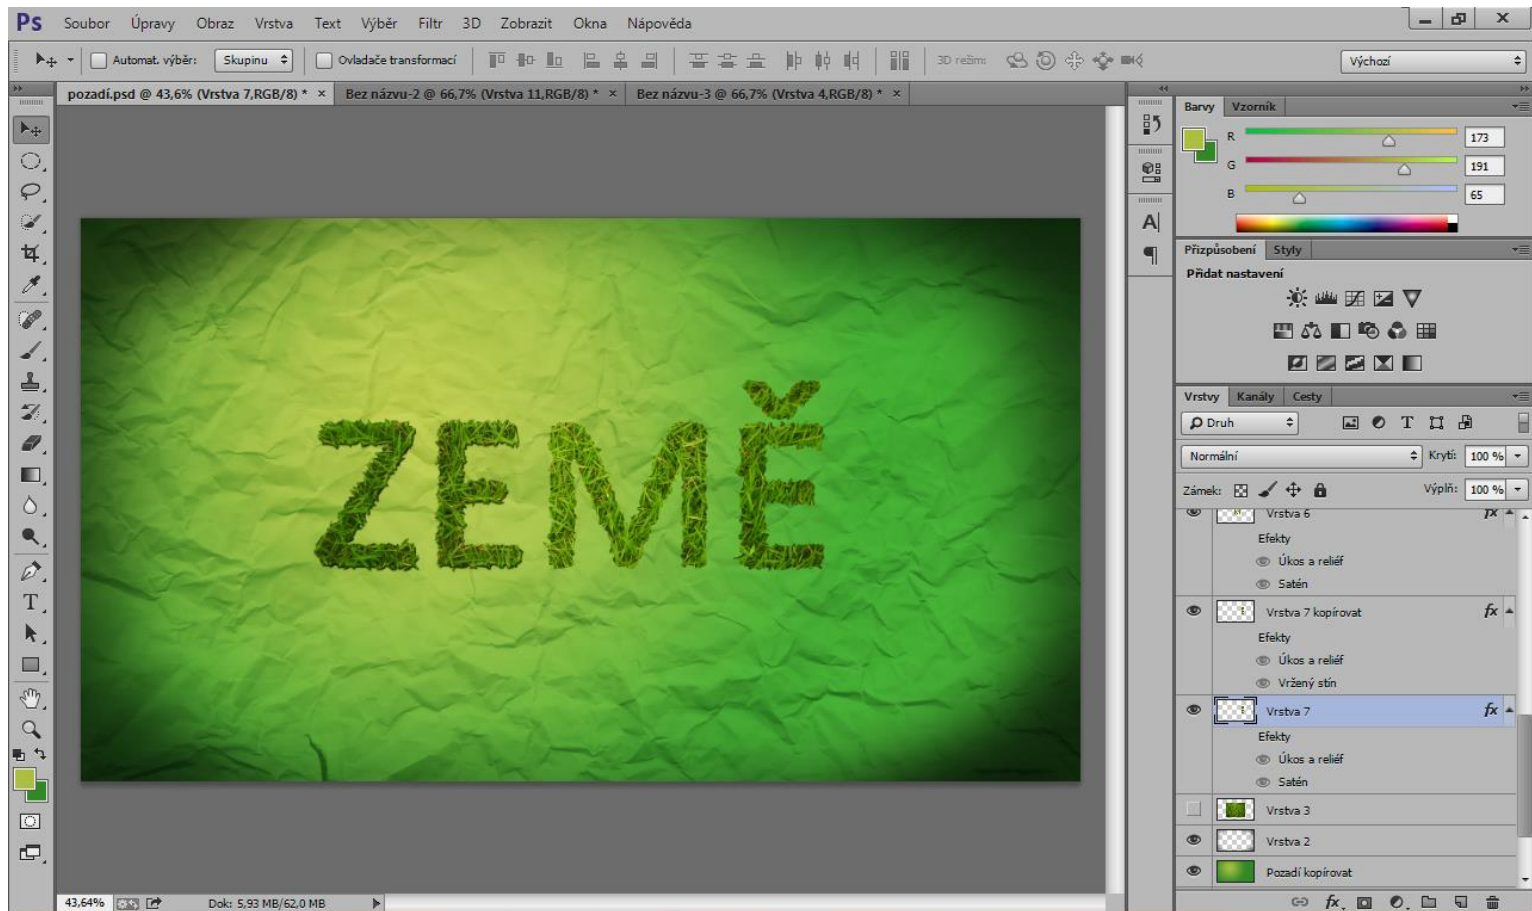 Ps Soubor Úpravy Obraz Vrstva Text Výběr Filtr 3D Zobrazit Okna Nápověda
Automat. výběr: Skupinu Ovladače transformací 3D režim: Výchozí
pozadí.psd @ 43,6% (Vrstva 7,RGB/8) * × Bez názvu-2 @ 66,7% (Vrstva 11,RGB/8) * × Bez názvu-3 @ 66,7% (Vrstva 4,RGB/8) * ×
Barvy Vzorník
R 173
G 191
B 65
Přizpůsobení Styly
Přidat nastavení
ZEMĚ
Vrstvy Kanály Cesty
Druh
Normální Krytí: 100 %
Zámek: Výplň: 100 %
Vrstva 6 fx
Efekty
Úkos a reliéf
Satén
Vrstva 7 kopírovat fx
Efekty
Úkos a reliéf
Vržený stín
Vrstva 7 fx
Efekty
Úkos a reliéf
Satén
Vrstva 3
Vrstva 2
Pozadí kopírovat
43,64% Dok: 5,93 MB/62,0 MB
fx